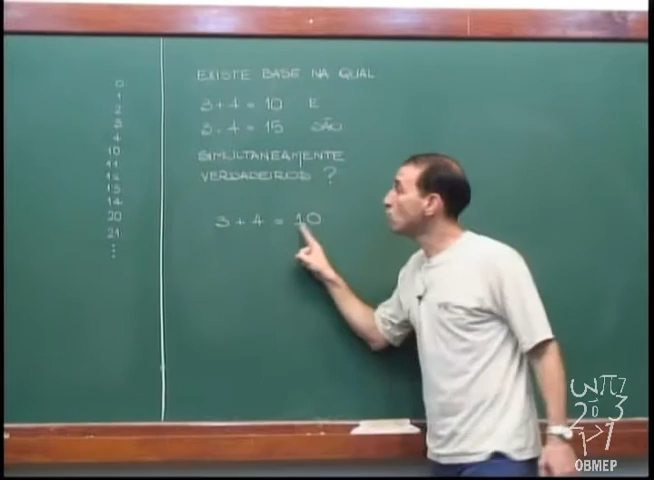 0
1
2
3
4
10
11
12
13
14
20
21
⋮
EXISTE BASE NA QUAL
3 + 4 = 10 E
3 . 4 = 15 SÃO
SIMULTANEAMENTE
VERDADEIROS ?
3 + 4 = 10
OBMEP